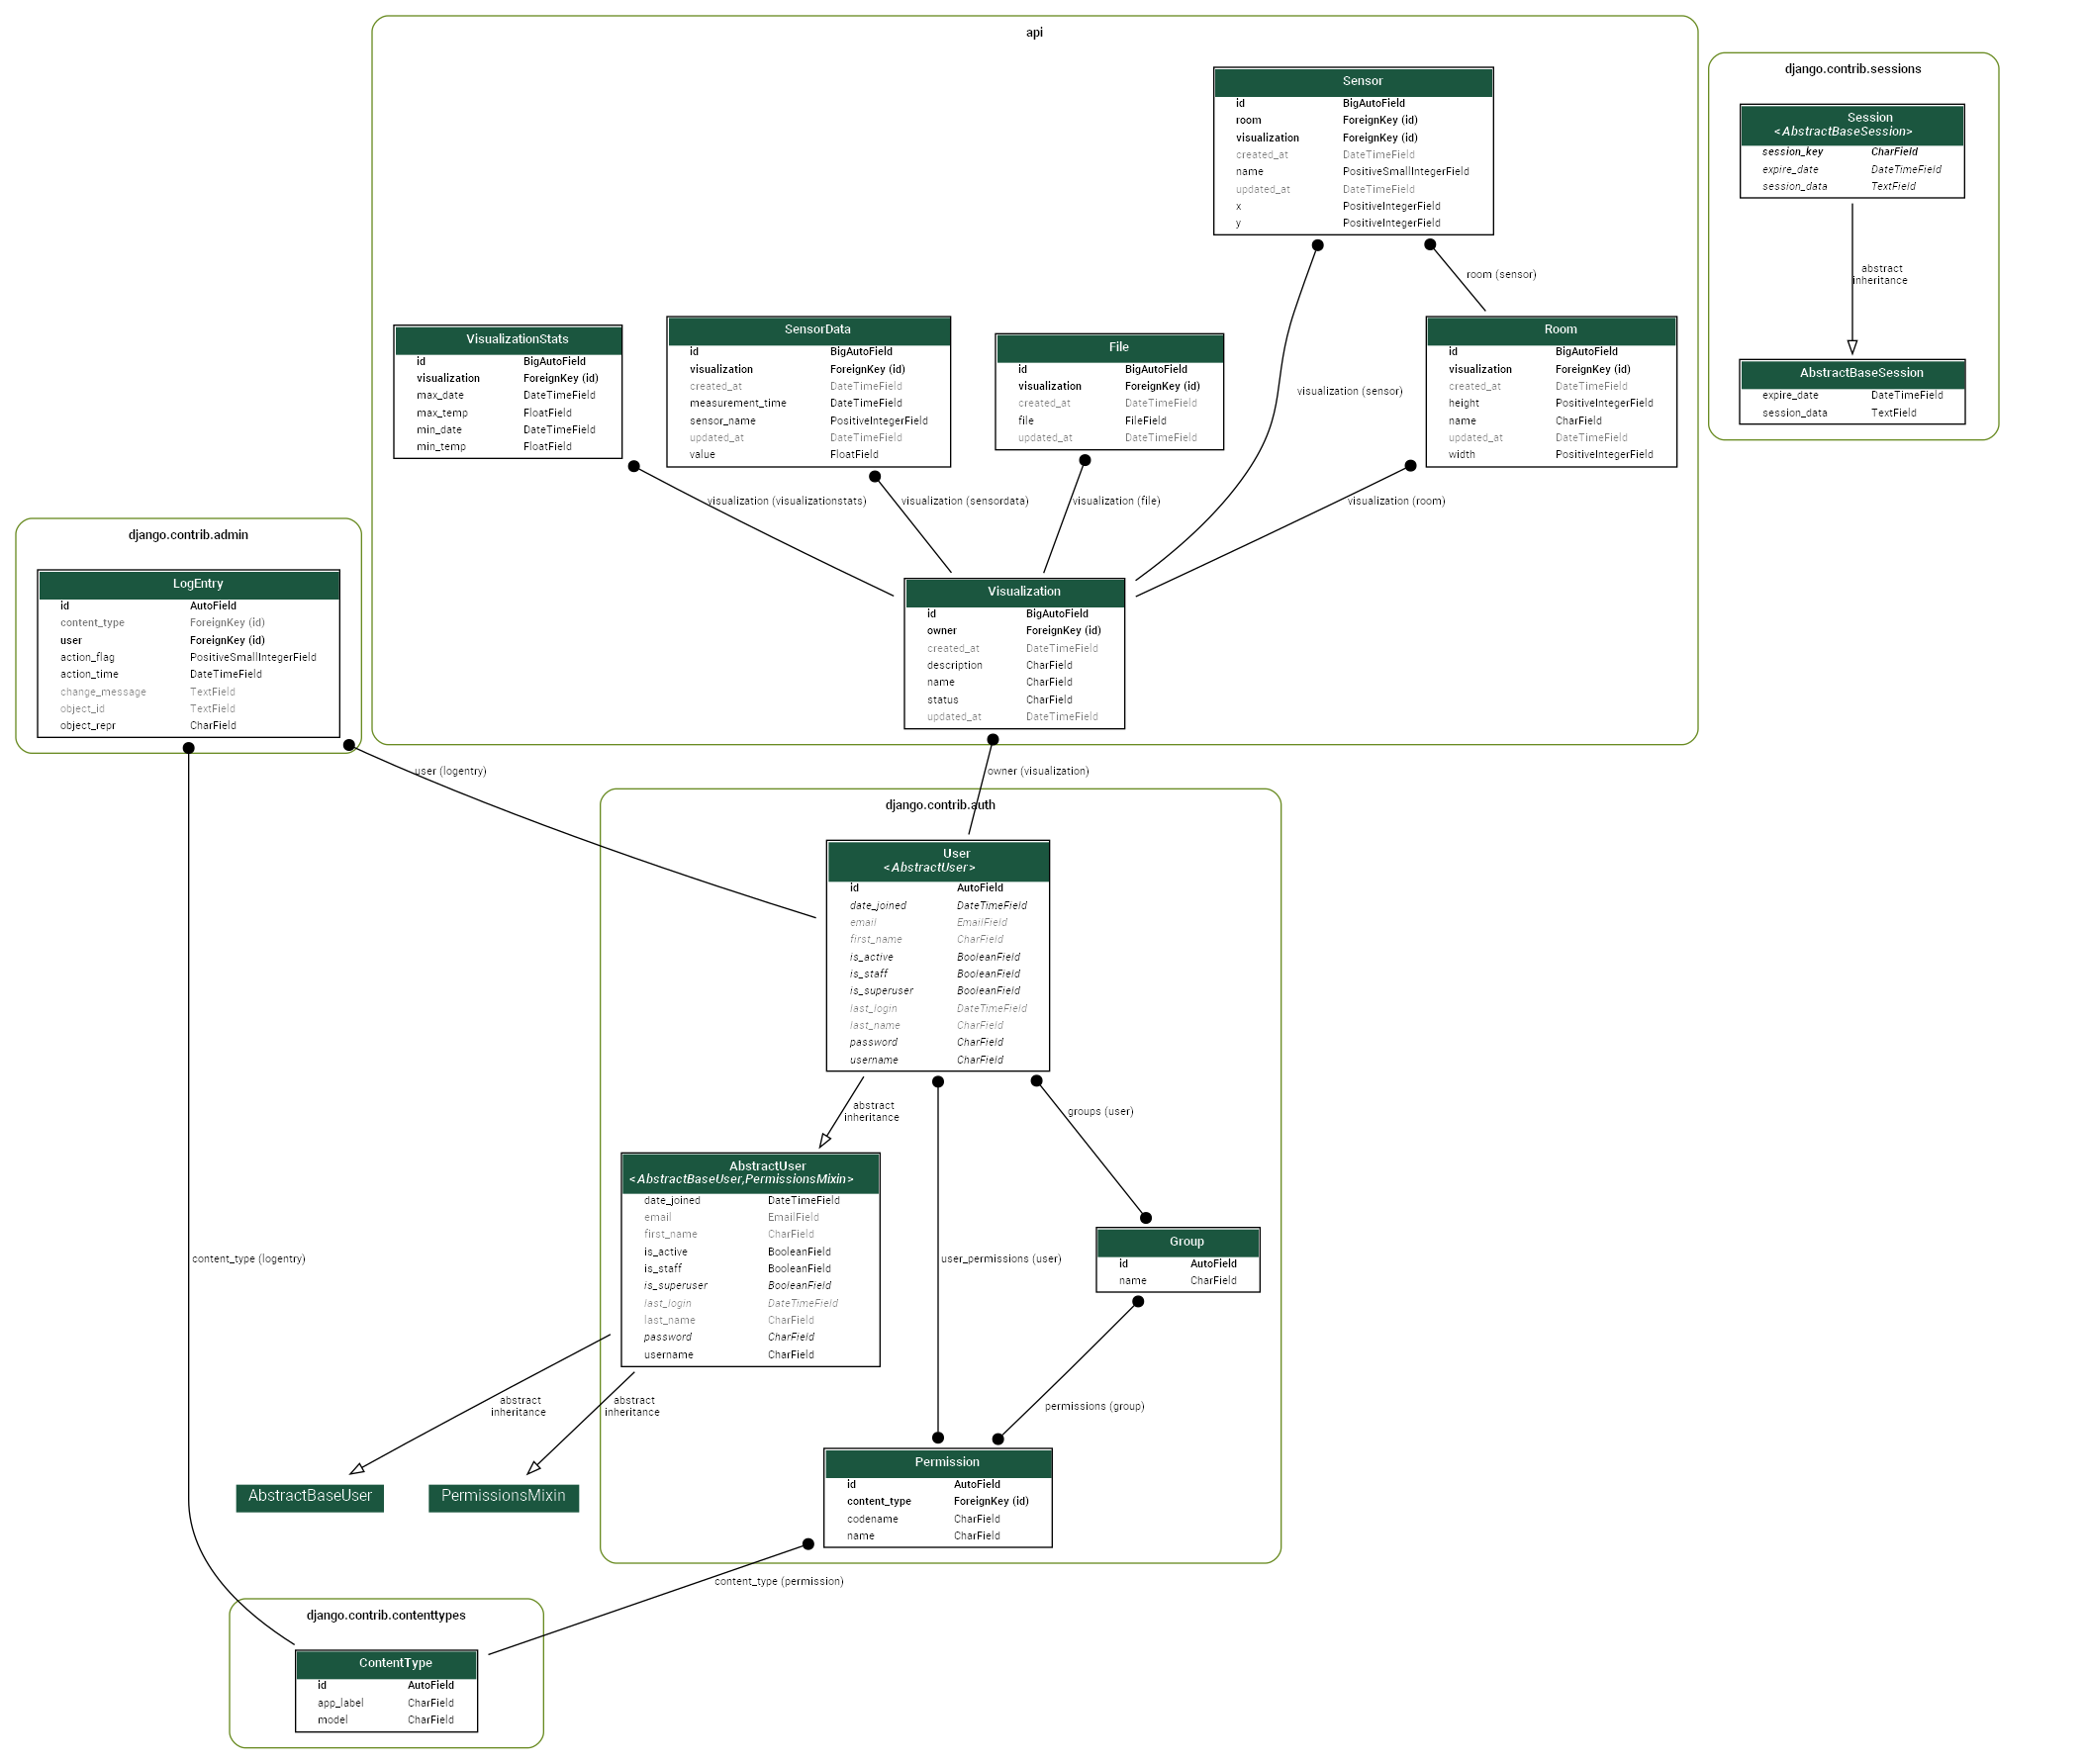 api
Sensor
id BigAutoField
room ForeignKey (id)
visualization ForeignKey (id)
created_at DateTimeField
name PositiveSmallIntegerField
updated_at DateTimeField
x PositiveIntegerField
y PositiveIntegerField
django.contrib.sessions
Session
<AbstractBaseSession>
session_key CharField
expire_date DateTimeField
session_data TextField
abstract
inheritance
AbstractBaseSession
expire_date DateTimeField
session_data TextField
room (sensor)
VisualizationStats
id BigAutoField
visualization ForeignKey (id)
max_date DateTimeField
max_temp FloatField
min_date DateTimeField
min_temp FloatField
SensorData
id BigAutoField
visualization ForeignKey (id)
created_at DateTimeField
measurement_time DateTimeField
sensor_name PositiveIntegerField
updated_at DateTimeField
value FloatField
File
id BigAutoField
visualization ForeignKey (id)
created_at DateTimeField
file FileField
updated_at DateTimeField
visualization (sensor)
Room
id BigAutoField
visualization ForeignKey (id)
created_at DateTimeField
height PositiveIntegerField
name CharField
updated_at DateTimeField
width PositiveIntegerField
visualization (visualizationstats)
visualization (sensordata)
visualization (file)
visualization (room)
django.contrib.admin
LogEntry
id AutoField
content_type ForeignKey (id)
user ForeignKey (id)
action_flag PositiveSmallIntegerField
action_time DateTimeField
change_message TextField
object_id TextField
object_repr CharField
Visualization
id BigAutoField
owner ForeignKey (id)
created_at DateTimeField
description CharField
name CharField
status CharField
updated_at DateTimeField
user (logentry)
owner (visualization)
django.contrib.auth
User
<AbstractUser>
id AutoField
date_joined DateTimeField
email EmailField
first_name CharField
is_active BooleanField
is_staff BooleanField
is_superuser BooleanField
last_login DateTimeField
last_name CharField
password CharField
username CharField
abstract
inheritance
groups (user)
AbstractUser
<AbstractBaseUser,PermissionsMixin>
date_joined DateTimeField
email EmailField
first_name CharField
is_active BooleanField
is_staff BooleanField
is_superuser BooleanField
last_login DateTimeField
last_name CharField
password CharField
username CharField
content_type (logentry)
user_permissions (user)
Group
id AutoField
name CharField
abstract
inheritance
abstract
inheritance
permissions (group)
AbstractBaseUser
PermissionsMixin
Permission
id AutoField
content_type ForeignKey (id)
codename CharField
name CharField
content_type (permission)
django.contrib.contenttypes
ContentType
id AutoField
app_label CharField
model CharField